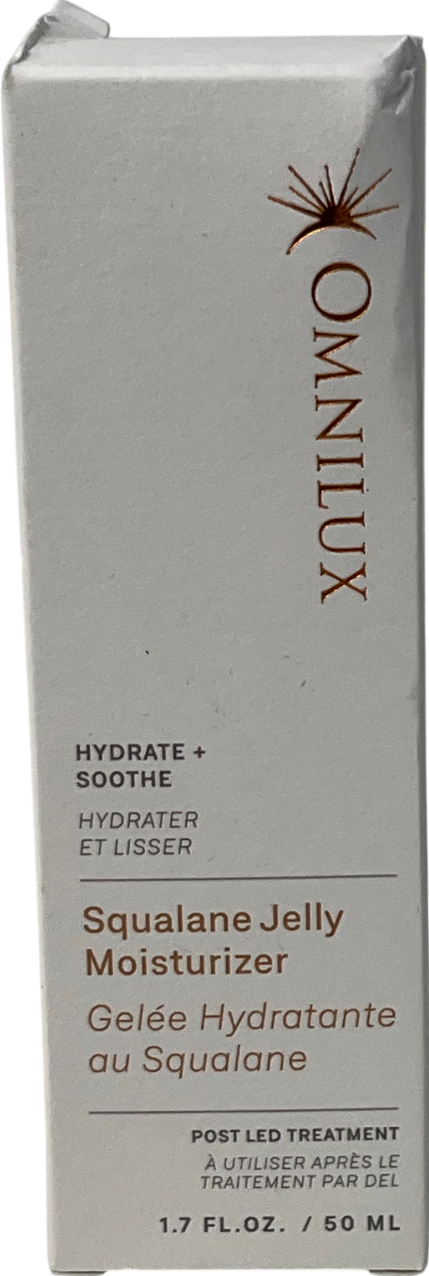 OMNILUX
HYDRATE +
SOOTHE
HYDRATER
ET LISSER
Squalane Jelly
Moisturizer
Gelée Hydratante
au Squalane
POST LED TREATMENT
À UTILISER APRÈS LE
TRAITEMENT PAR DEL
1.7 FL.OZ. / 50 ML